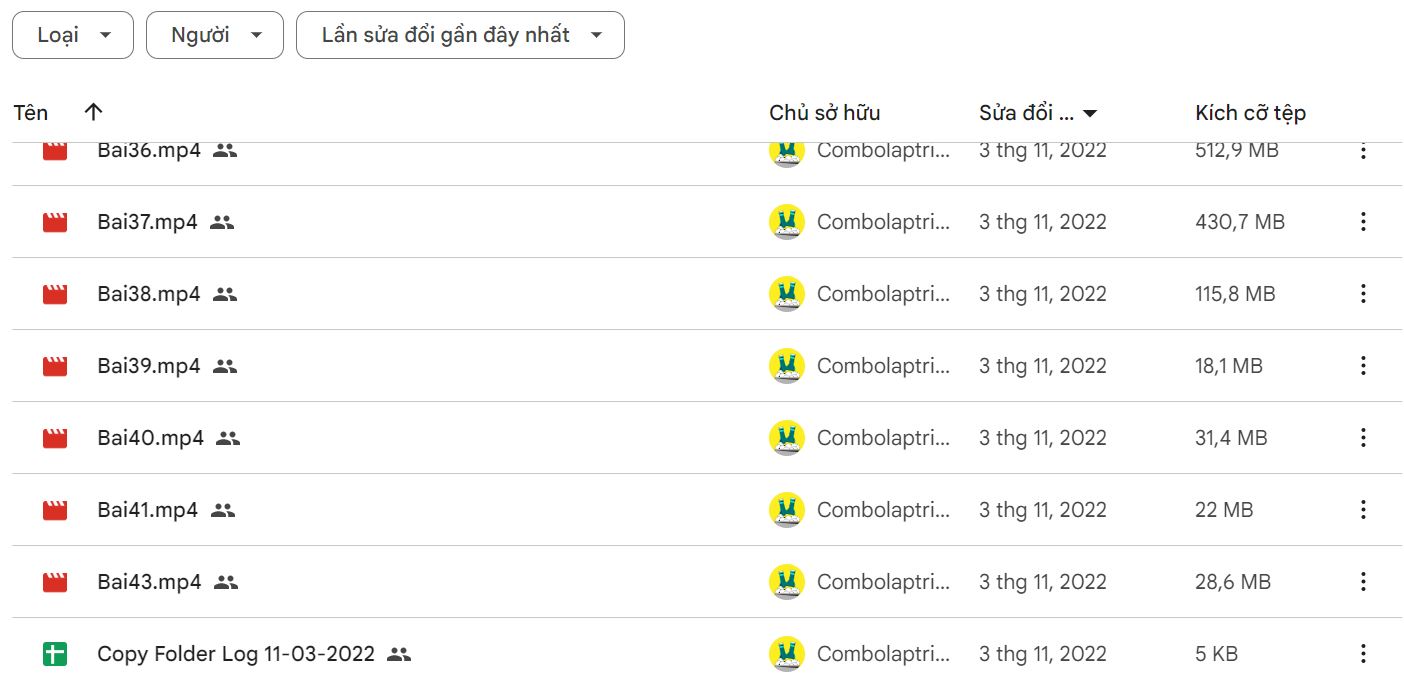 Loại Người Lần sửa đổi gần đây nhất
Tên Chủ sở hữu Sửa đổi ... Kích cỡ tệp
Bai36.mp4 Combolaptri... 3 thg 11, 2022 512,9 MB
Bai37.mp4 Combolaptri... 3 thg 11, 2022 430,7 MB
Bai38.mp4 Combolaptri... 3 thg 11, 2022 115,8 MB
Bai39.mp4 Combolaptri... 3 thg 11, 2022 18,1 MB
Bai40.mp4 Combolaptri... 3 thg 11, 2022 31,4 MB
Bai41.mp4 Combolaptri... 3 thg 11, 2022 22 MB
Bai43.mp4 Combolaptri... 3 thg 11, 2022 28,6 MB
Copy Folder Log 11-03-2022 Combolaptri... 3 thg 11, 2022 5 KB